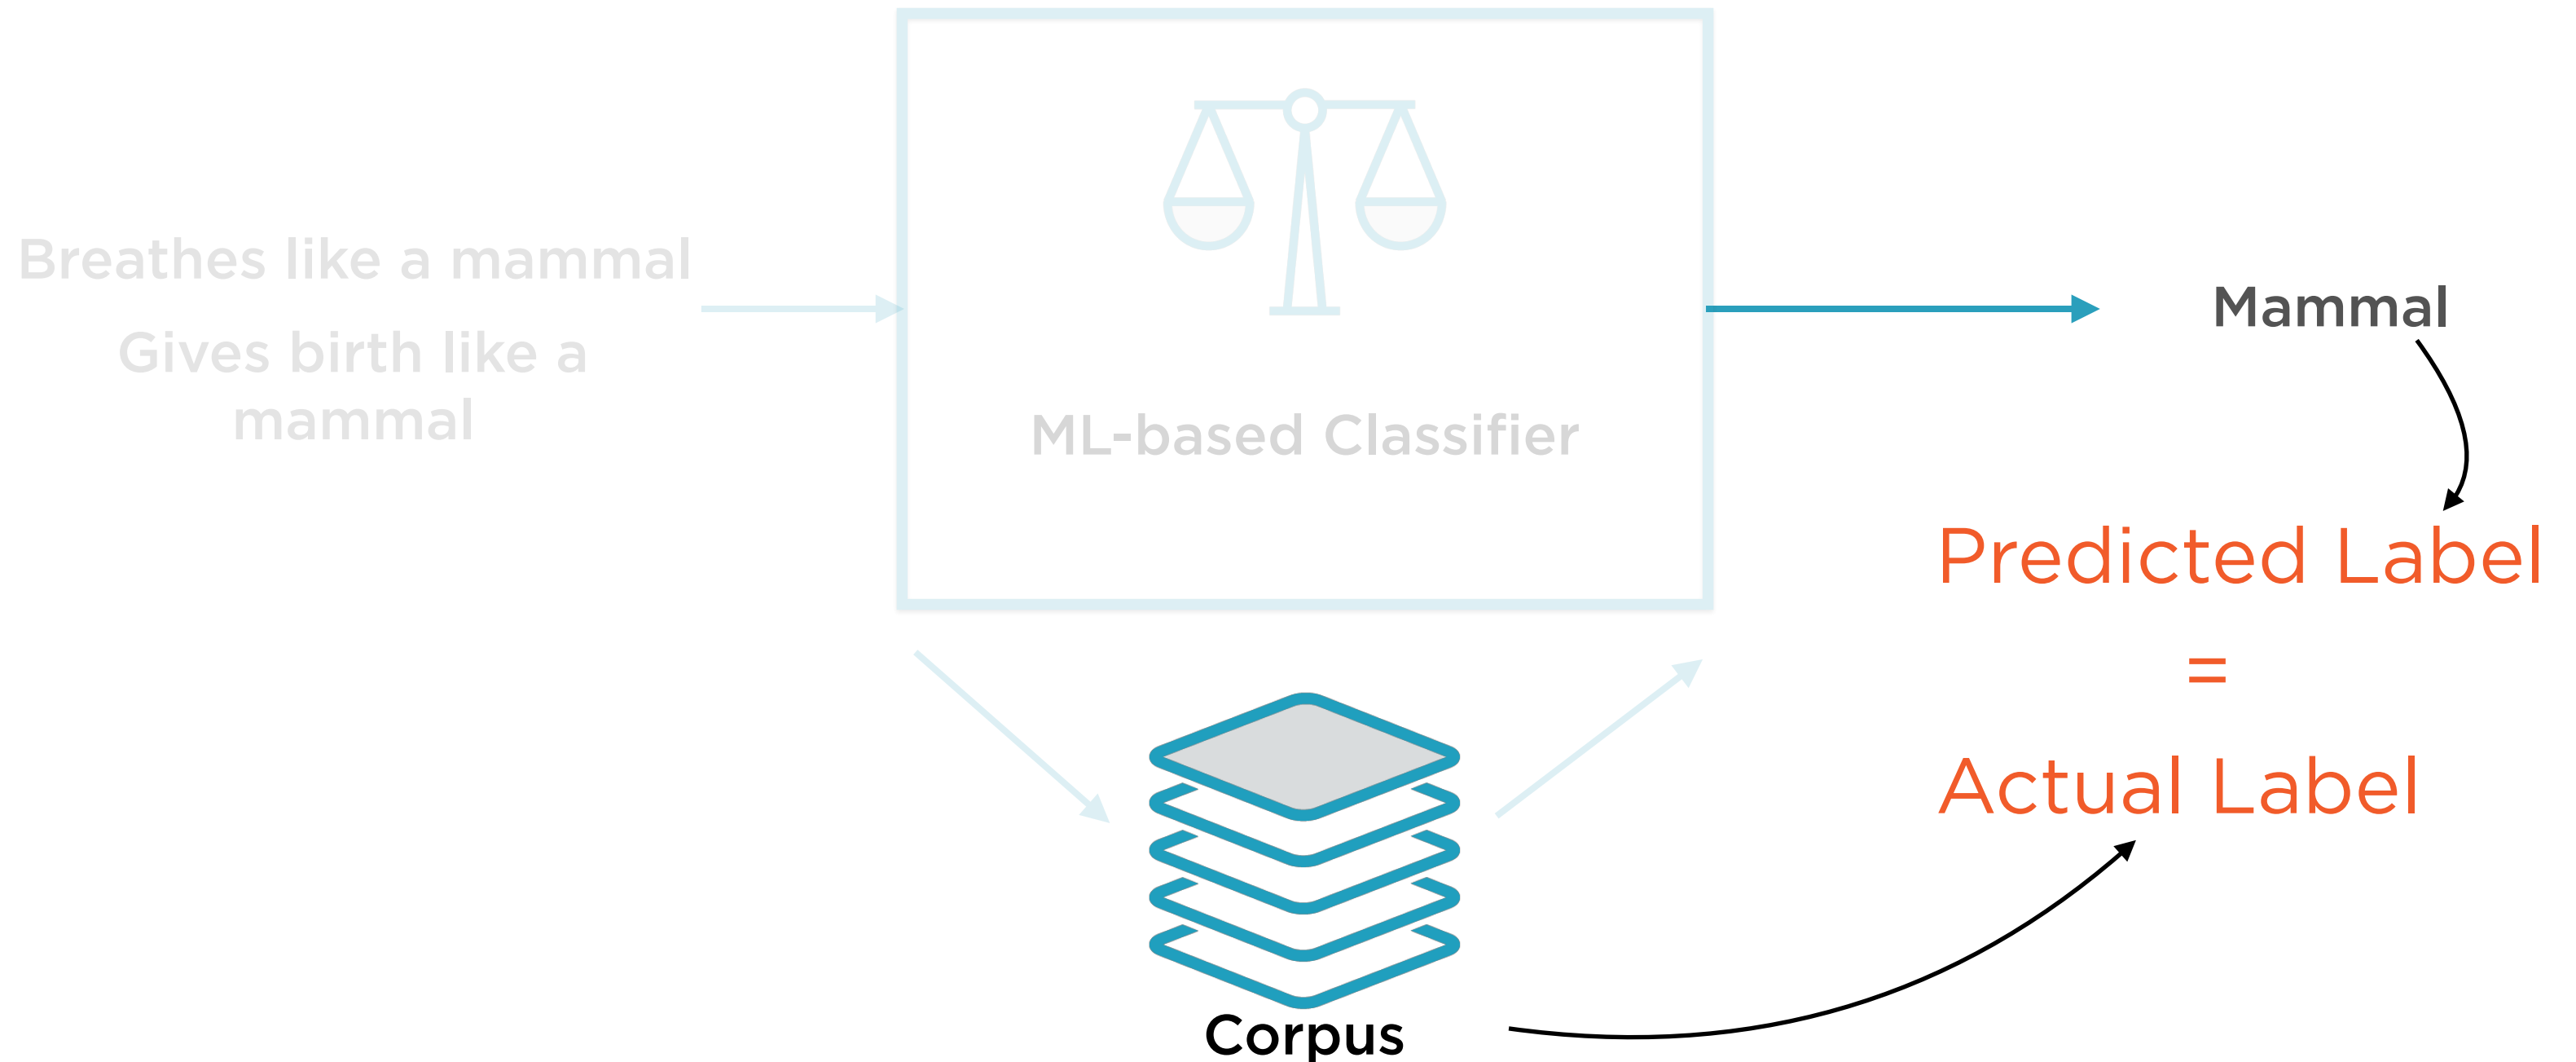 Breathes like a mammal
Gives birth like a
mammal
ML-based Classifier
Mammal
Predicted Label
=
Actual Label
Corpus